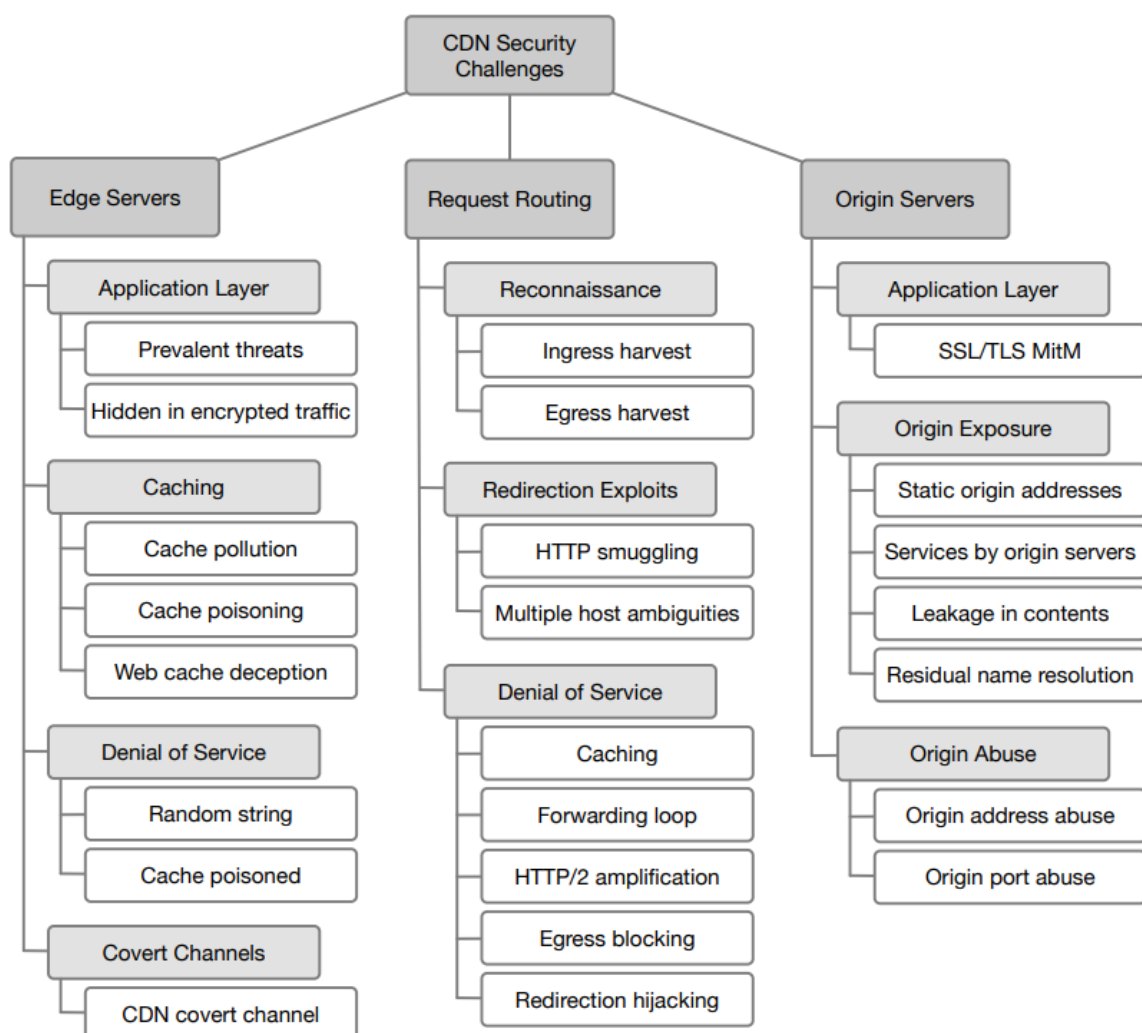 CDN Security
Challenges
Edge Servers
Application Layer
Prevalent threats
Hidden in encrypted traffic
Caching
Cache pollution
Cache poisoning
Web cache deception
Denial of Service
Random string
Cache poisoned
Covert Channels
CDN covert channel
Request Routing
Reconnaissance
Ingress harvest
Egress harvest
Redirection Exploits
HTTP smuggling
Multiple host ambiguities
Denial of Service
Caching
Forwarding loop
HTTP/2 amplification
Egress blocking
Redirection hijacking
Origin Servers
Application Layer
SSL/TLS MitM
Origin Exposure
Static origin addresses
Services by origin servers
Leakage in contents
Residual name resolution
Origin Abuse
Origin address abuse
Origin port abuse